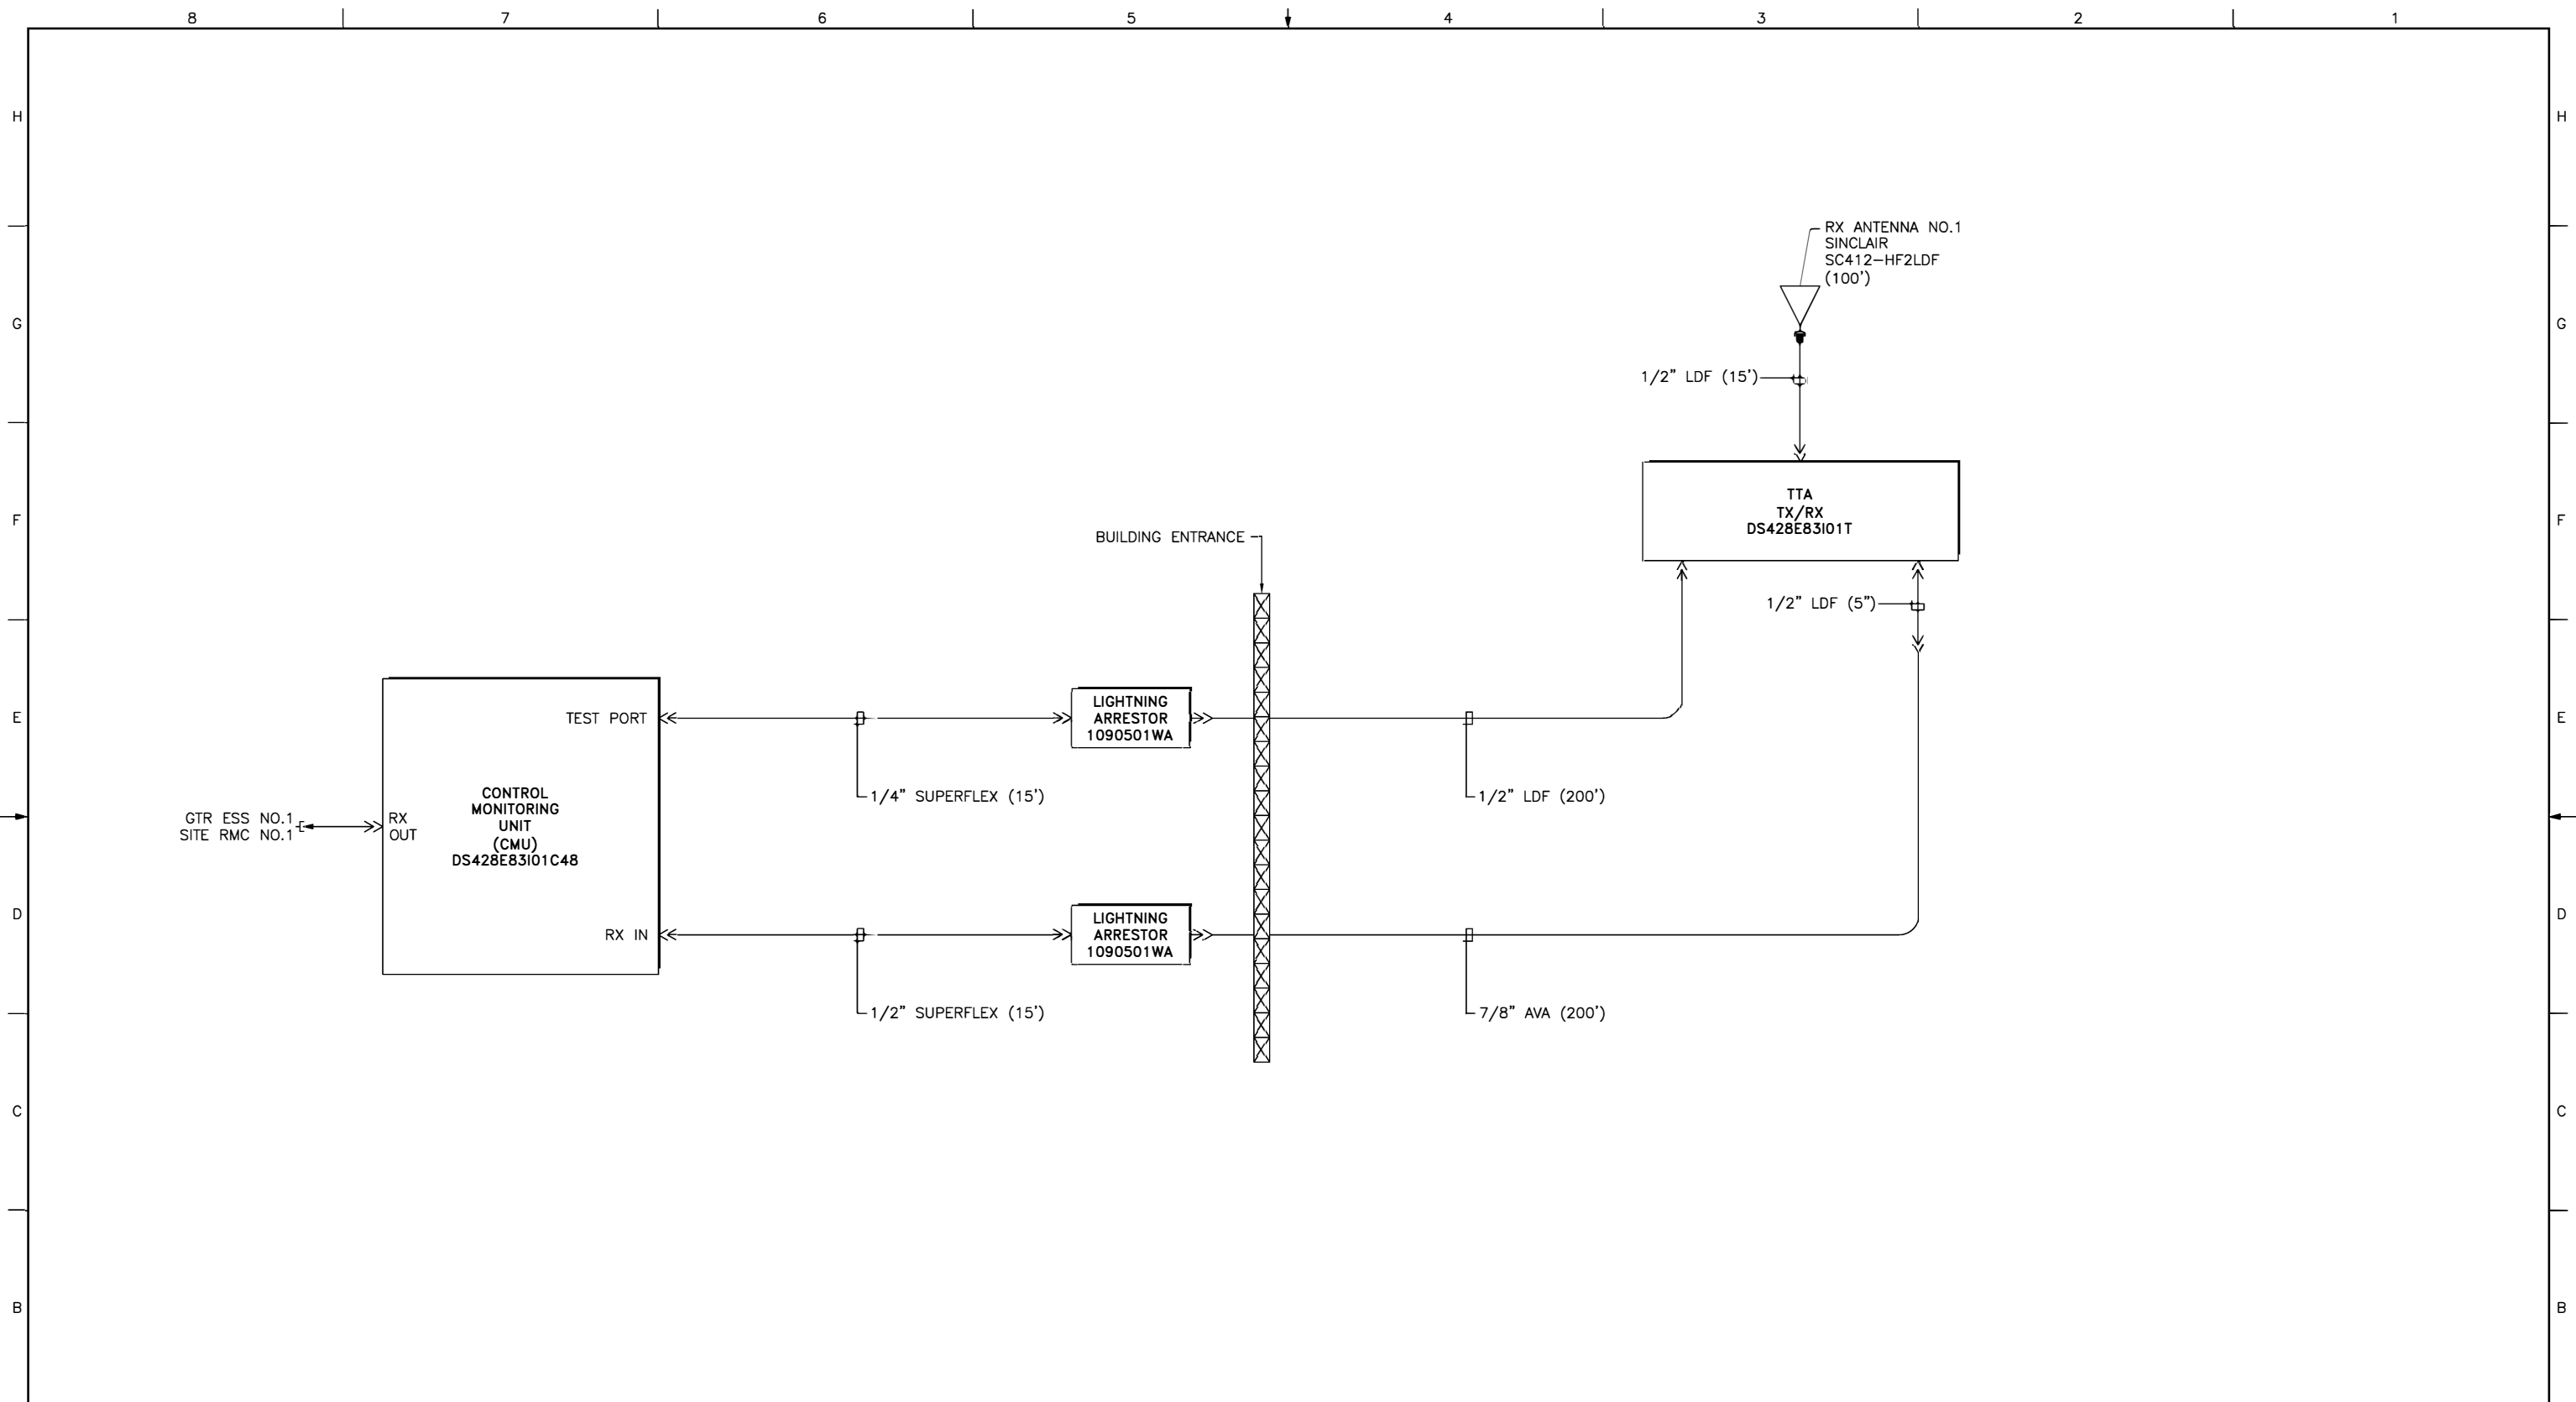 8 7 6 5 4 3 2 1
H H
RX ANTENNA NO.1
SINCLAIR
SC412-HF2LDF
(100')
G G
1/2" LDF (15')
TTA
TX/RX
DS428E83I01T
F F
BUILDING ENTRANCE
1/2" LDF (5")
LIGHTNING
ARRESTOR
1090501WA
TEST PORT
E E
1/4" SUPERFLEX (15')
1/2" LDF (200')
CONTROL
MONITORING
UNIT
(CMU)
DS428E83I01C48
GTR ESS NO.1
SITE RMC NO.1
RX
OUT
LIGHTNING
ARRESTOR
1090501WA
D D
RX IN
1/2" SUPERFLEX (15')
7/8" AVA (200')
C C
B B